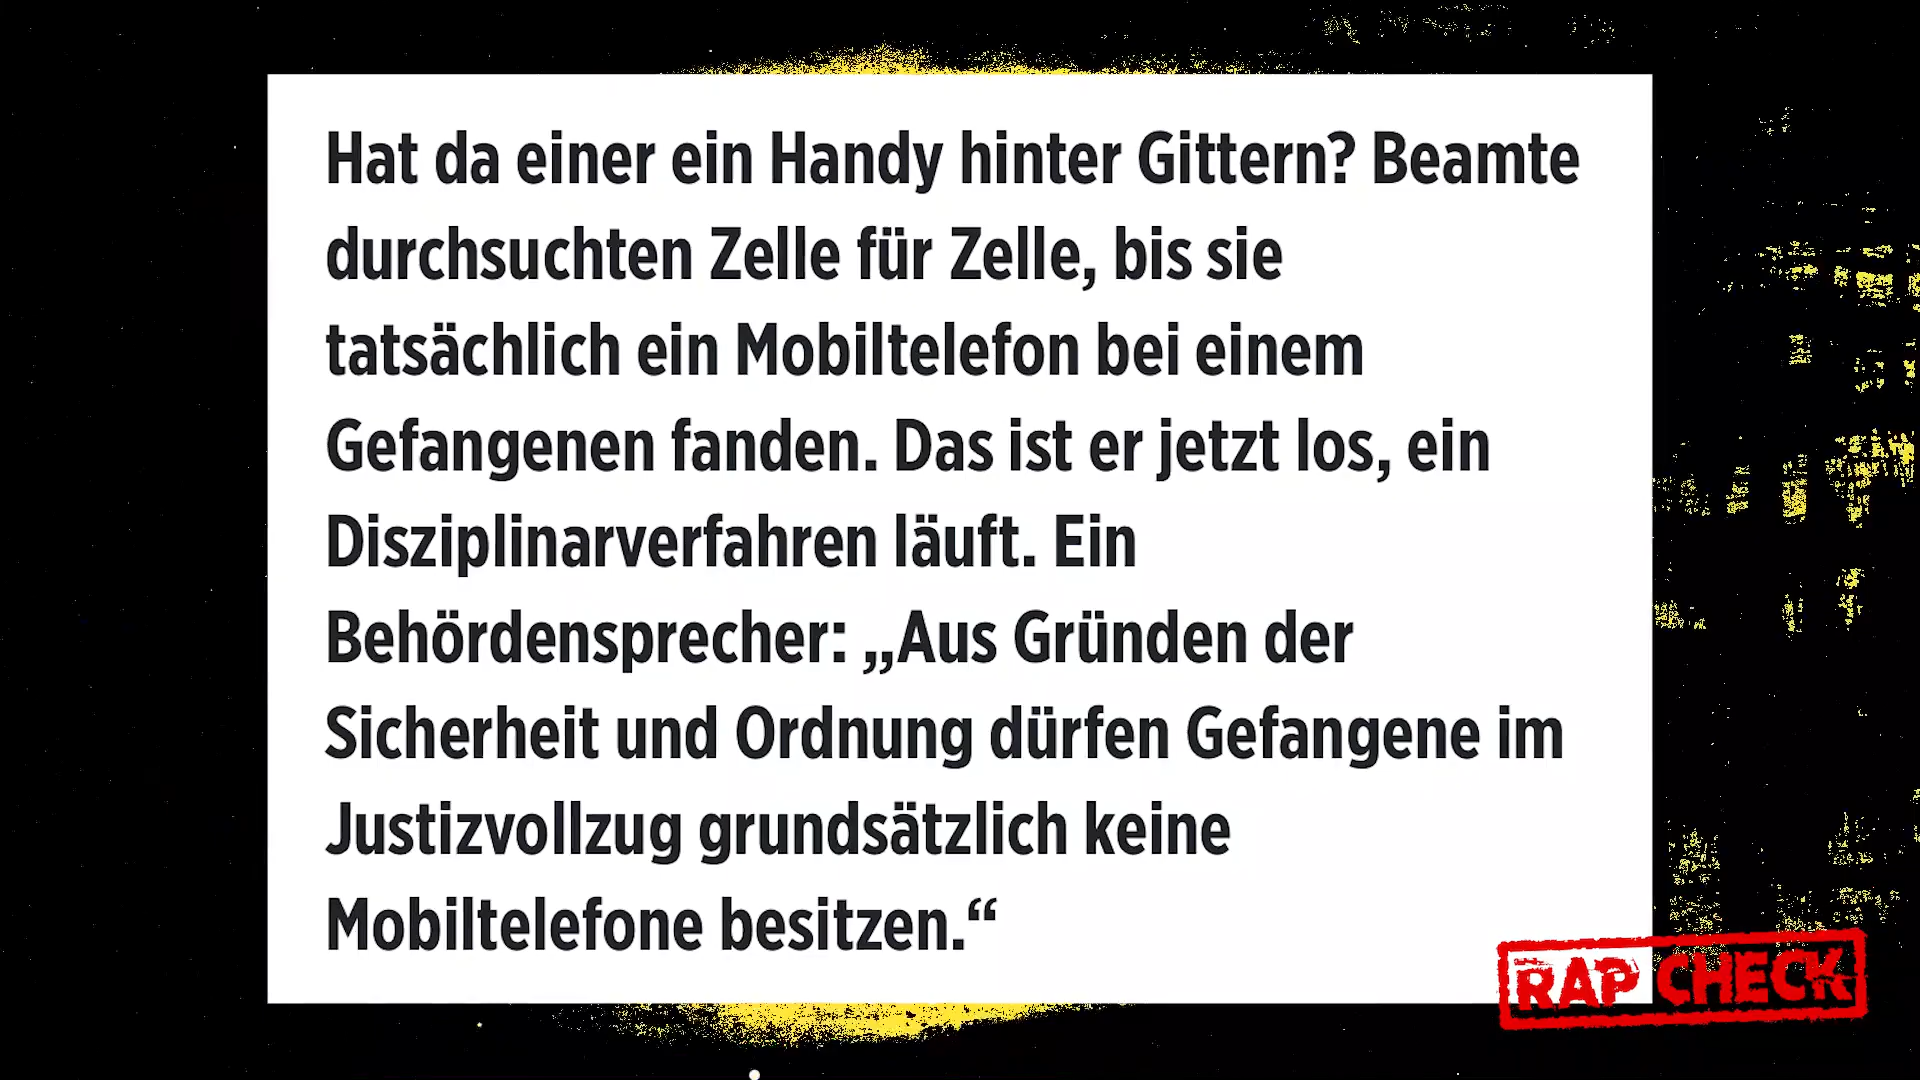 Hat da einer ein Handy hinter Gittern? Beamte
durchsuchten Zelle für Zelle, bis sie
tatsächlich ein Mobiltelefon bei einem
Gefangenen fanden. Das ist er jetzt los, ein
Disziplinarverfahren läuft. Ein
Behördensprecher: „Aus Gründen der
Sicherheit und Ordnung dürfen Gefangene im
Justizvollzug grundsätzlich keine
Mobiltelefone besitzen.“
RAP CHECK